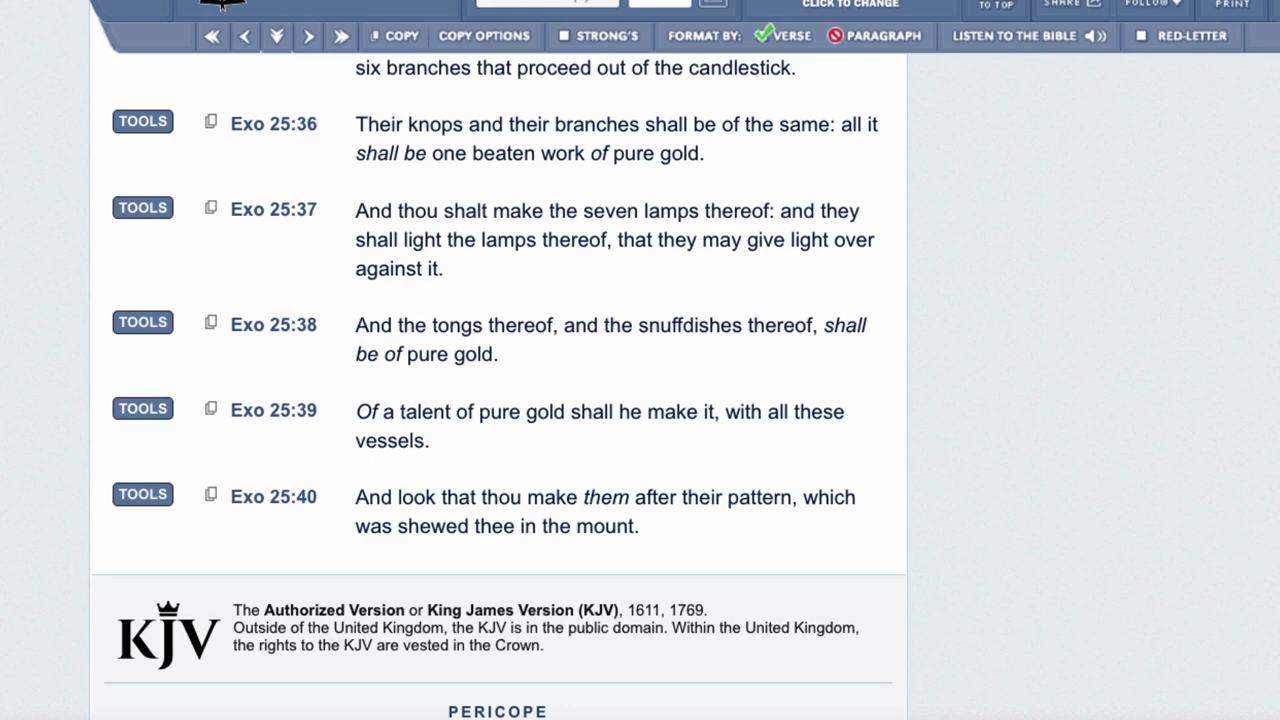 CLICK TO CHANGE
TO TOP
SHARE
FOLLOW
PRINT
COPY
COPY OPTIONS
STRONG'S
FORMAT BY:
VERSE
PARAGRAPH
LISTEN TO THE BIBLE
RED-LETTER
six branches that proceed out of the candlestick.
TOOLS Exo 25:36 Their knops and their branches shall be of the same: all it
shall be one beaten work of pure gold.
TOOLS Exo 25:37 And thou shalt make the seven lamps thereof: and they
shall light the lamps thereof, that they may give light over
against it.
TOOLS Exo 25:38 And the tongs thereof, and the snuffdishes thereof, shall
be of pure gold.
TOOLS Exo 25:39 Of a talent of pure gold shall he make it, with all these
vessels.
TOOLS Exo 25:40 And look that thou make them after their pattern, which
was shewed thee in the mount.
KJV
The Authorized Version or King James Version (KJV), 1611, 1769.
Outside of the United Kingdom, the KJV is in the public domain. Within the United Kingdom,
the rights to the KJV are vested in the Crown.
PERICOPE